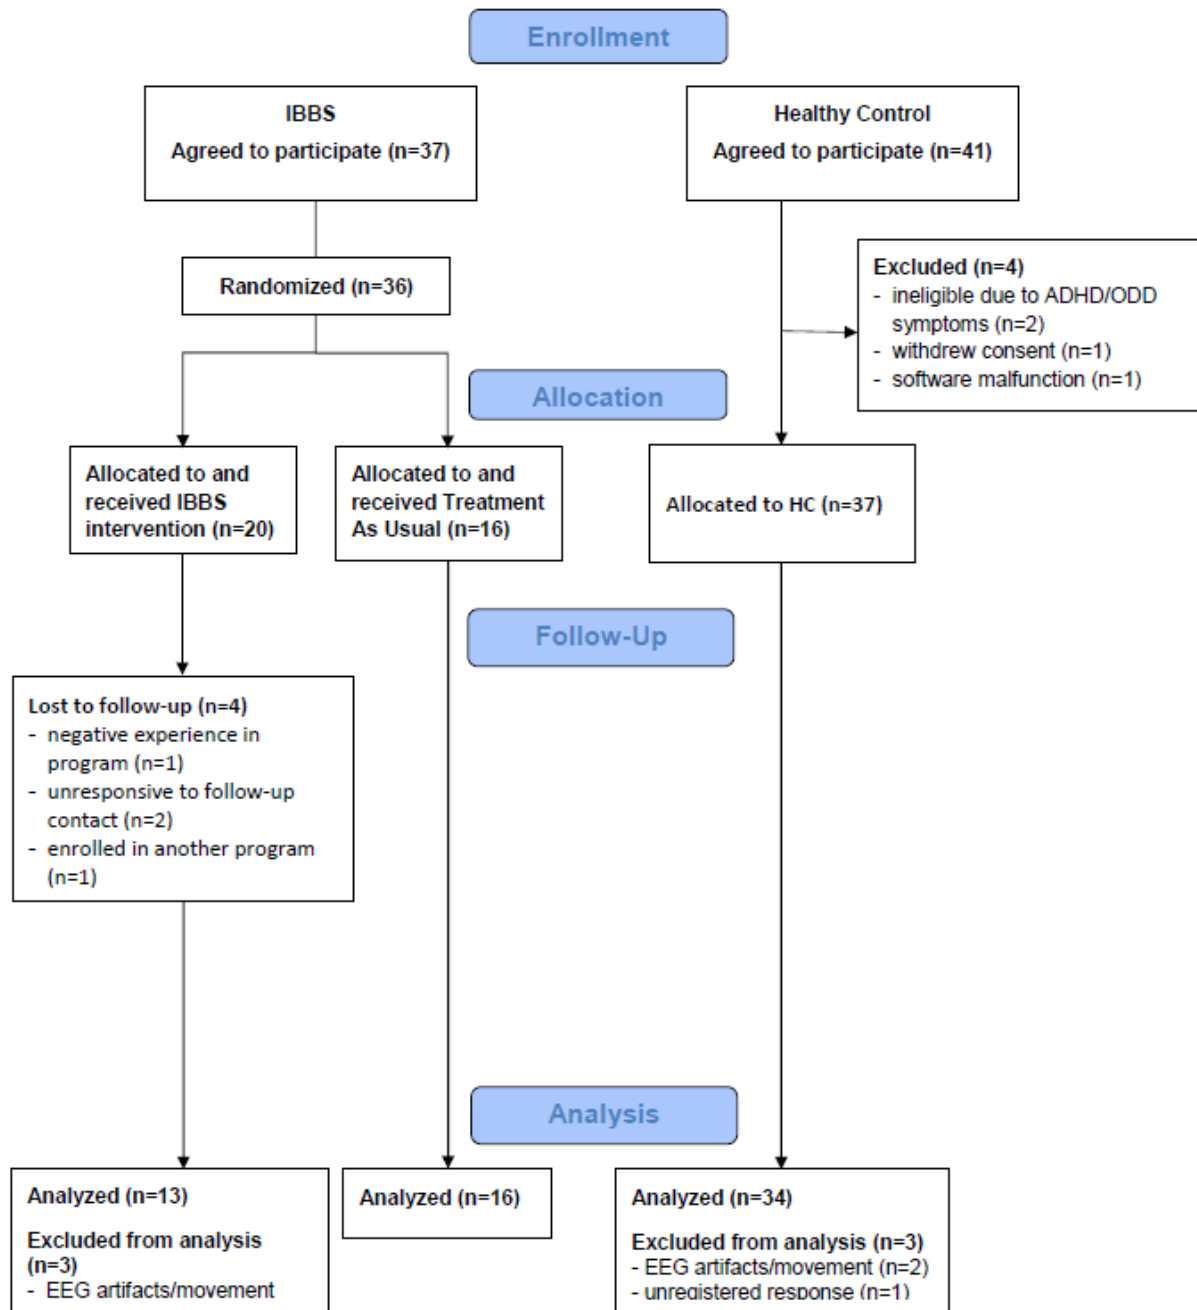 Enrollment
IBBS
Agreed to participate (n=37)
Healthy Control
Agreed to participate (n=41)
Randomized (n=36)
Excluded (n=4)
- ineligible due to ADHD/ODD
symptoms (n=2)
- withdrew consent (n=1)
- software malfunction (n=1)
Allocation
Allocated to and
received IBBS
intervention (n=20)
Allocated to and
received Treatment
As Usual (n=16)
Allocated to HC (n=37)
Follow-Up
Lost to follow-up (n=4)
- negative experience in
program (n=1)
- unresponsive to follow-up
contact (n=2)
- enrolled in another program
(n=1)
Analysis
Analyzed (n=13)
Excluded from analysis
(n=3)
- EEG artifacts/movement
Analyzed (n=16)
Analyzed (n=34)
Excluded from analysis (n=3)
- EEG artifacts/movement (n=2)
- unregistered response (n=1)